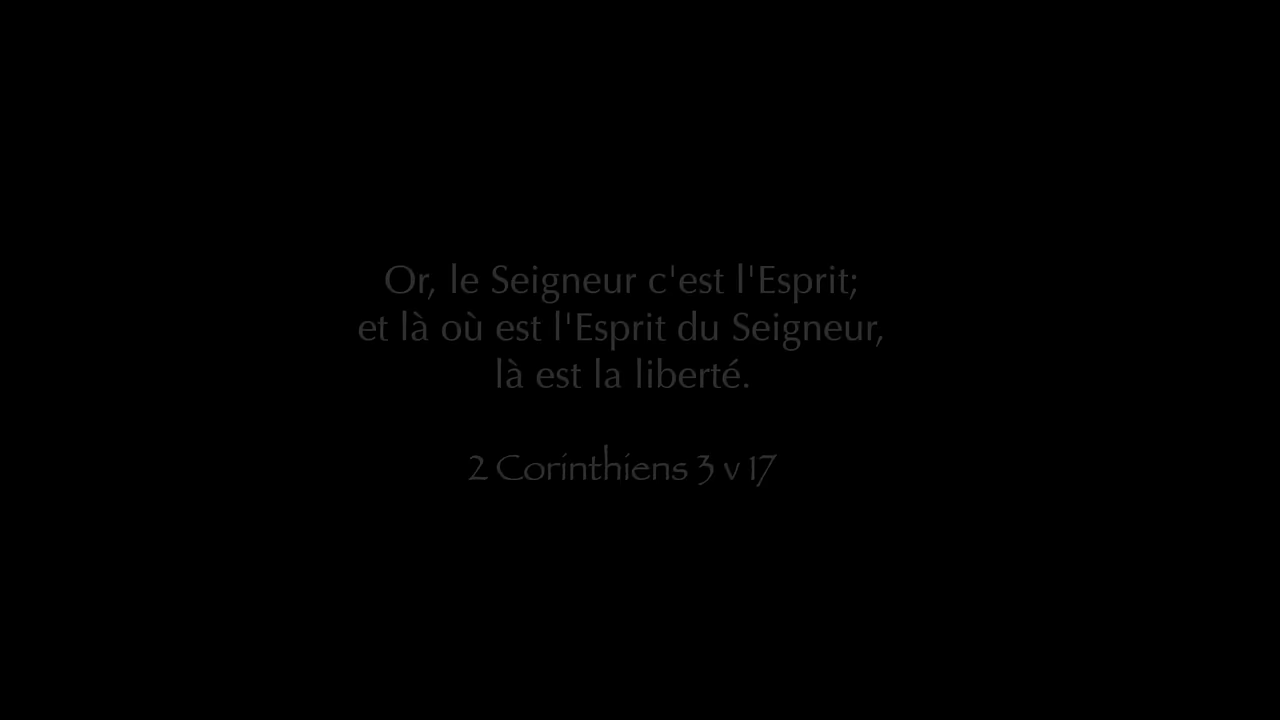 Or, le Seigneur c'est l'Esprit;
et là où est l'Esprit du Seigneur,
là est la liberté.
2 Corinthiens 3 v 17